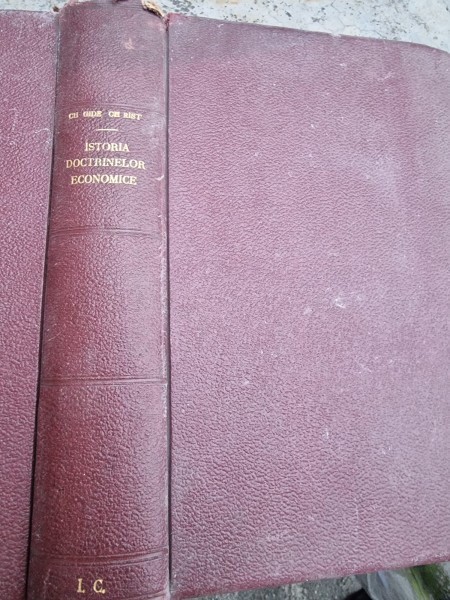 CH GIDE CH RIST
ISTORIA
DOCTRINELOR
ECONOMICE
I. C.